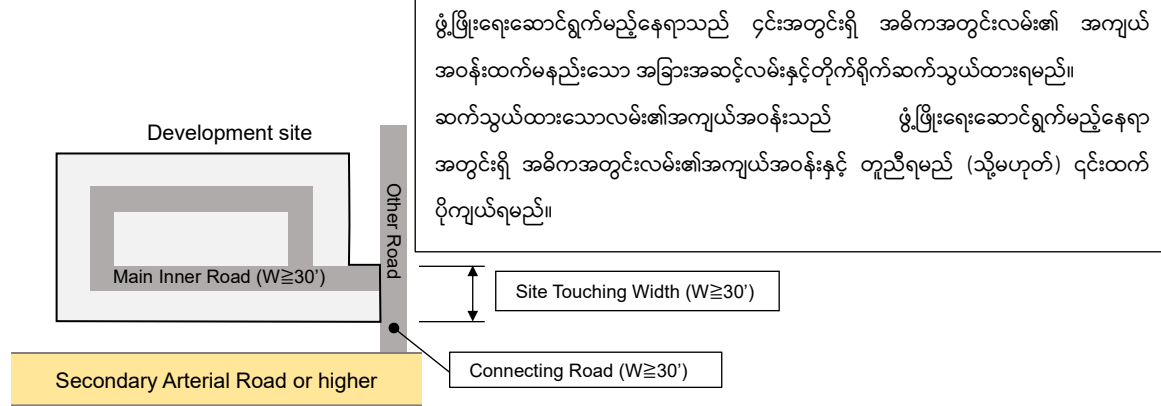 ဖွံ့ဖြိုးရေးဆောင်ရွက်မည့်နေရာသည် ၄င်းအတွင်းရှိ အဓိကအတွင်းလမ်း၏ အကျယ်
အဝန်းထက်မနည်းသော အခြားအဆင့်လမ်းနှင့်တိုက်ရိုက်ဆက်သွယ်ထားရမည်။
ဆက်သွယ်ထားသောလမ်း၏အကျယ်အဝန်းသည် ဖွံ့ဖြိုးရေးဆောင်ရွက်မည့်နေရာ
အတွင်းရှိ အဓိကအတွင်းလမ်း၏အကျယ်အဝန်းနှင့် တူညီရမည် (သို့မဟုတ်) ၎င်းထက်
ပိုကျယ်ရမည်။
Development site
Other Road
Main Inner Road (W≧30’)
Site Touching Width (W≧30’)
Connecting Road (W≧30’)
Secondary Arterial Road or higher